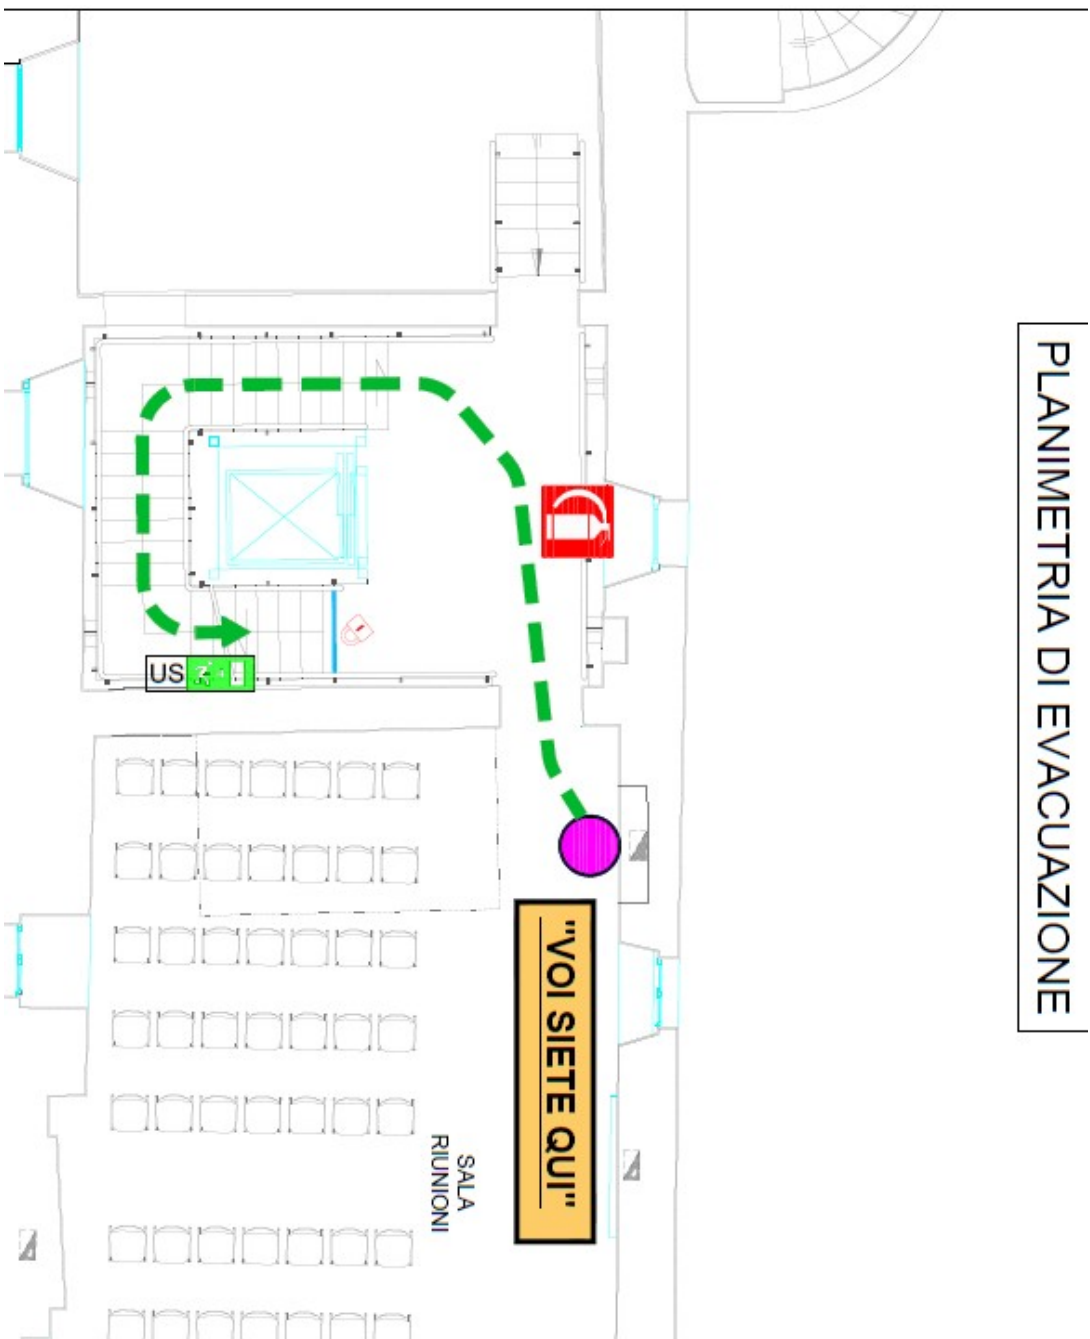 PLANIMETRIA DI EVACUAZIONE
"VOI SIETE QUI"
SALA
RIUNIONI
US